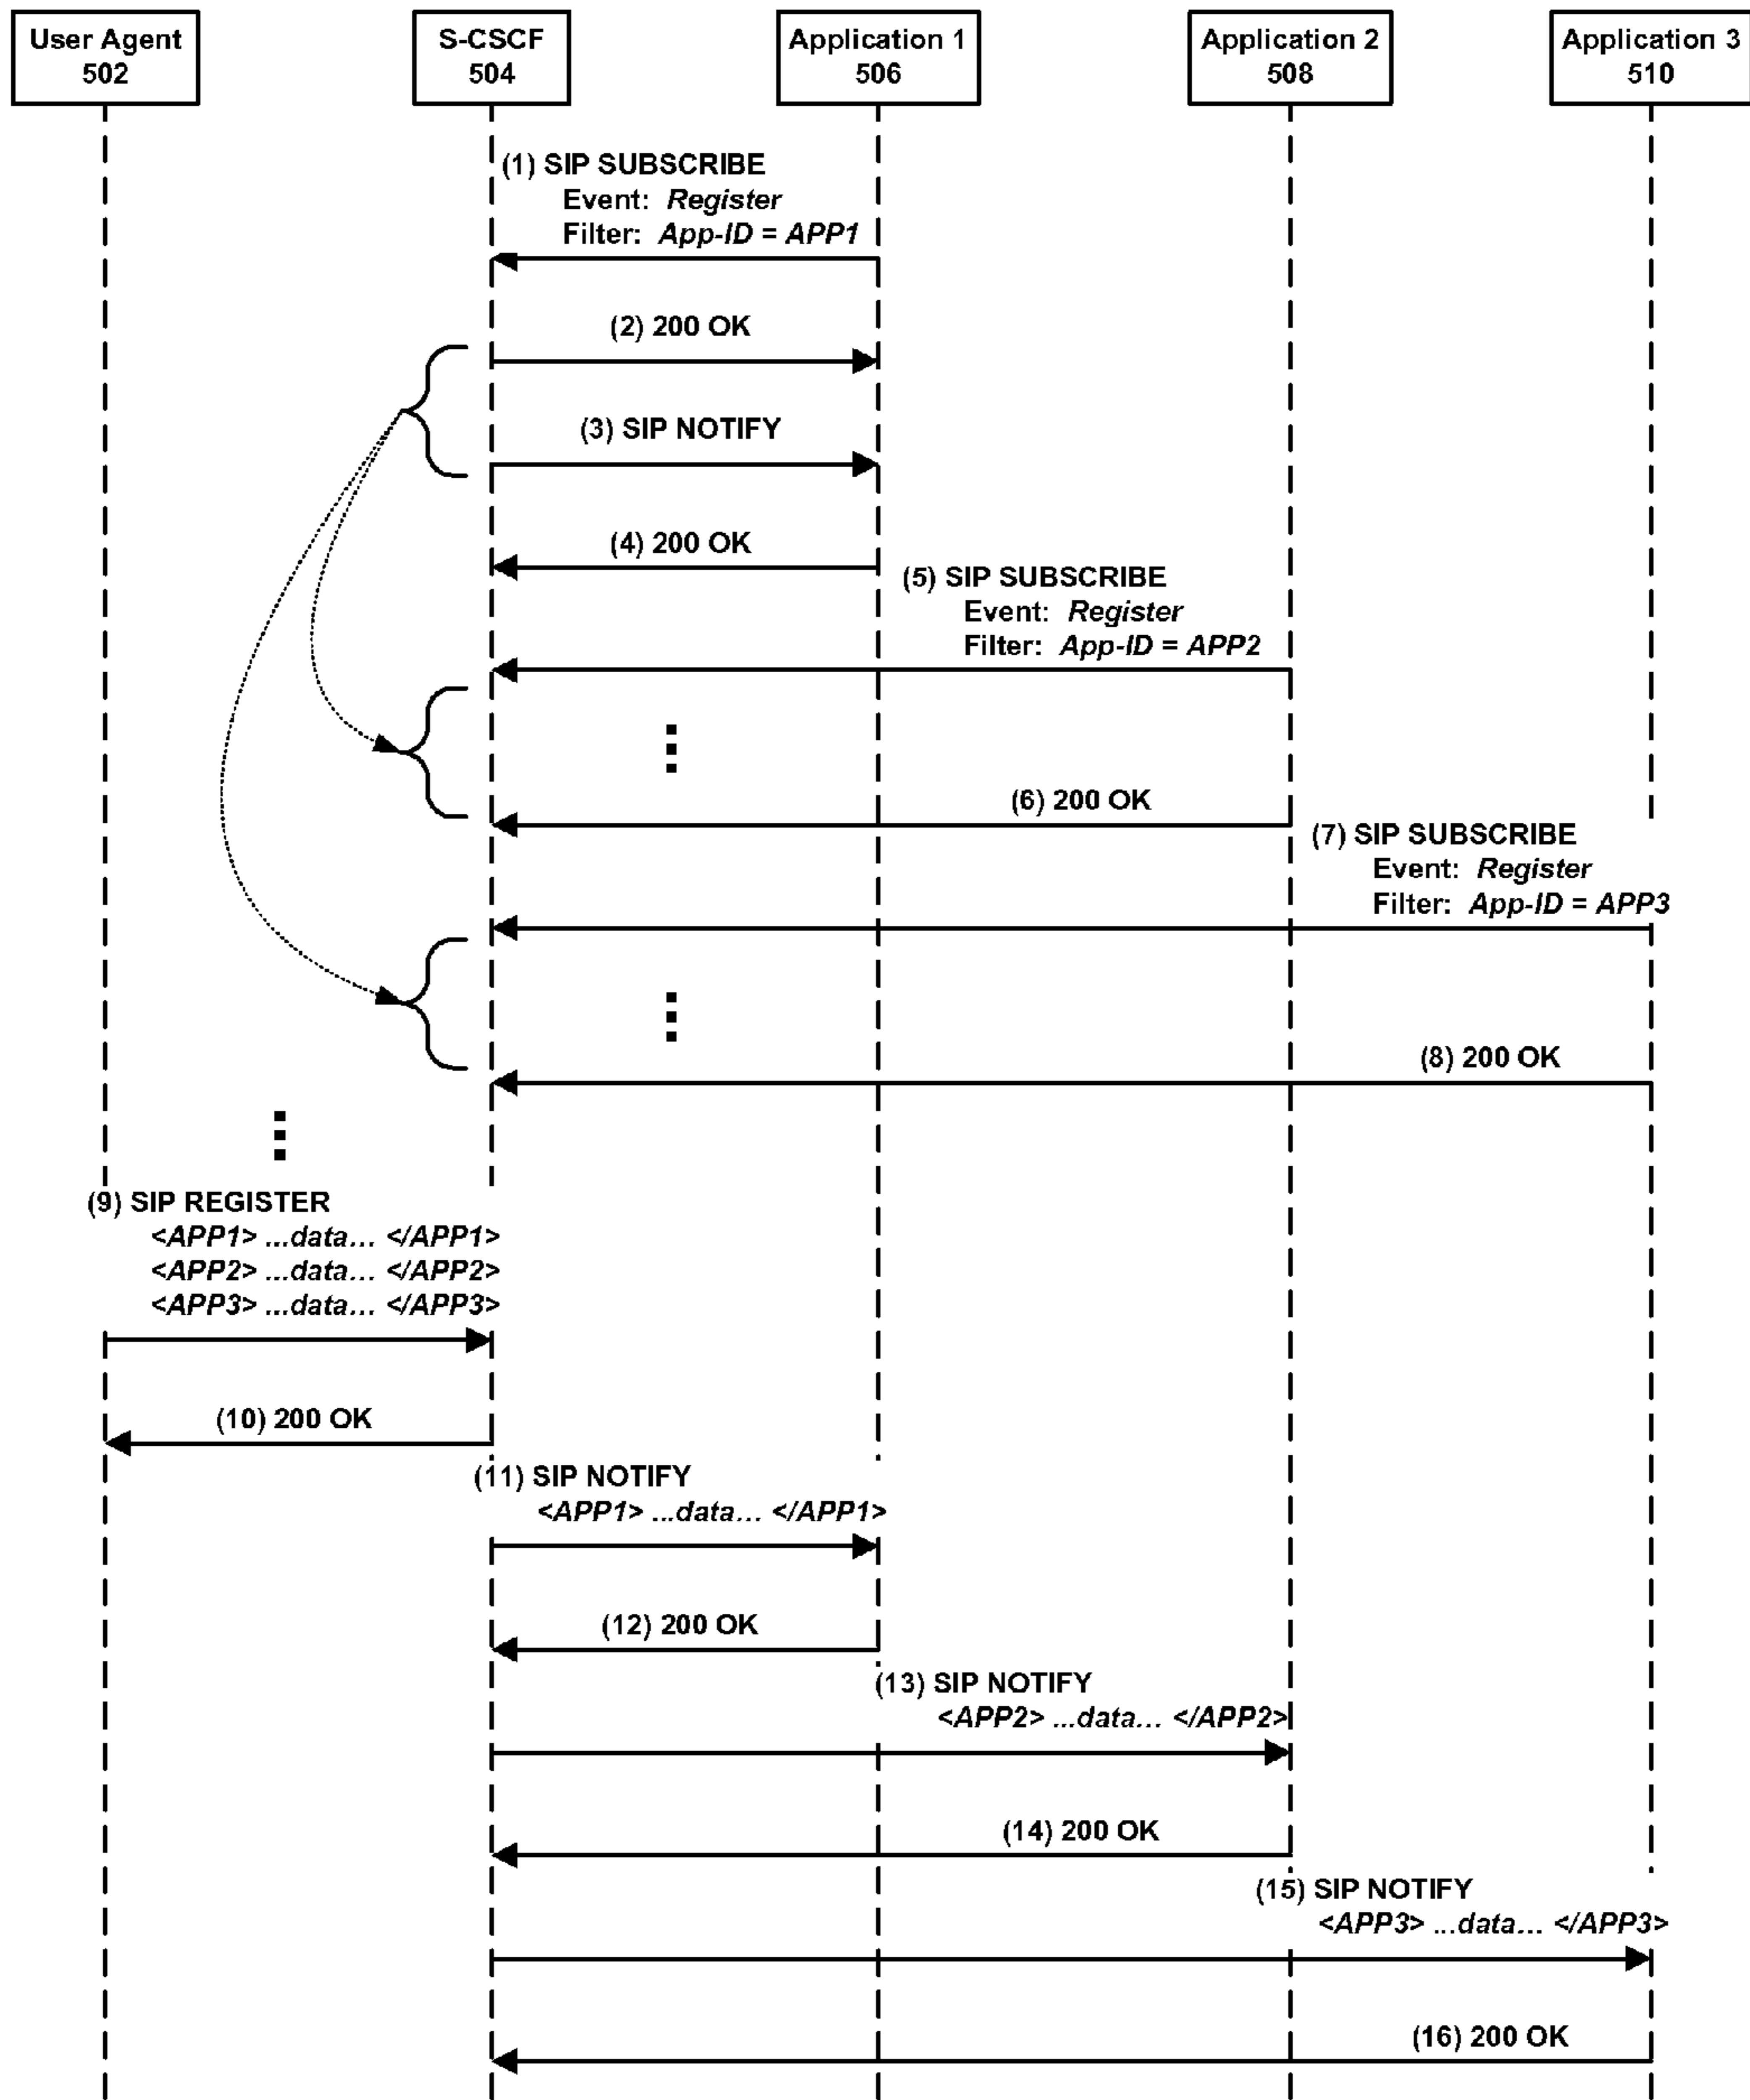 User Agent
502
S-CSCF
504
Application 1
506
Application 2
508
Application 3
510
(1) SIP SUBSCRIBE
Event: Register
Filter: App-ID = APP1
(2) 200 OK
(3) SIP NOTIFY
(4) 200 OK
(5) SIP SUBSCRIBE
Event: Register
Filter: App-ID = APP2
(6) 200 OK
(7) SIP SUBSCRIBE
Event: Register
Filter: App-ID = APP3
(8) 200 OK
(9) SIP REGISTER
<APP1> ...data... </APP1>
<APP2> ...data... </APP2>
<APP3> ...data... </APP3>
(10) 200 OK
(11) SIP NOTIFY
<APP1> ...data... </APP1>
(12) 200 OK
(13) SIP NOTIFY
<APP2> ...data... </APP2>
(14) 200 OK
(15) SIP NOTIFY
<APP3> ...data... </APP3>
(16) 200 OK